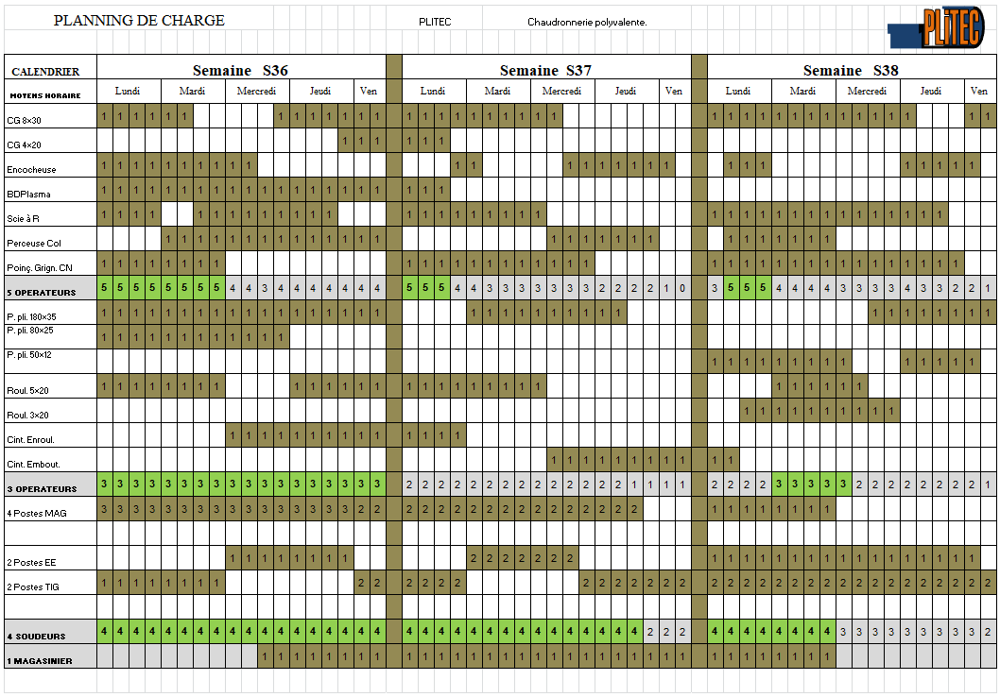 PLANNING DE CHARGE PLITEC Chaudronnerie polyvalente. PLiTEC
CALENDRIER Semaine S36 Semaine S37 Semaine S38
MOYENS HORAIRE Lundi Mardi Mercredi Jeudi Ven Lundi Mardi Mercredi Jeudi Ven Lundi Mardi Mercredi Jeudi Ven
CG 8×30 1 1 1 1 1 1 1 1 1 1 1 1 1 1 1 1 1 1 1 1 1 1 1 1 1 1 1 1 1 1 1 1 1 1 1 1 1 1
CG 4×20 1 1 1 1 1 1
Encocheuse 1 1 1 1 1 1 1 1 1 1 1 1 1 1 1 1 1 1 1 1 1 1 1 1 1 1 1
BDPlasma 1 1 1 1 1 1 1 1 1 1 1 1 1 1 1 1 1 1 1 1 1
Scie à R 1 1 1 1 1 1 1 1 1 1 1 1 1 1 1 1 1 1 1 1 1 1 1 1 1 1 1 1 1 1 1 1 1 1 1 1 1
Perceuse Col 1 1 1 1 1 1 1 1 1 1 1 1 1 1 1 1 1 1 1 1 1 1 1 1 1 1 1 1
Poinç. Grign. CN 1 1 1 1 1 1 1 1 1 1 1 1 1 1 1 1 1 1 1 1 1 1 1 1 1 1 1 1 1 1 1 1 1 1 1 1
5 OPERATEURS 5 5 5 5 5 5 5 5 4 4 3 4 4 4 4 4 4 4 5 5 5 4 4 3 3 3 3 3 3 3 2 2 2 2 1 0 3 5 5 5 4 4 4 4 3 3 3 3 4 3 3 2 2 1
P. pli. 180×35 1 1 1 1 1 1 1 1 1 1 1 1 1 1 1 1 1 1 1 1 1 1 1 1 1 1 1 1 1 1 1 1 1 1 1 1
P. pli. 80×25 1 1 1 1 1 1 1 1 1 1 1 1
P. pli. 50×12 1 1 1 1 1 1 1 1 1 1 1 1 1 1
Roul. 5×20 1 1 1 1 1 1 1 1 1 1 1 1 1 1 1 1 1 1 1 1 1 1 1 1 1 1 1 1 1
Roul. 3×20 1 1 1 1 1 1 1 1 1 1
Cint. Enroul. 1 1 1 1 1 1 1 1 1 1 1 1 1 1
Cint. Embout. 1 1 1 1 1 1 1 1 1 1 1
3 OPERATEURS 3 3 3 3 3 3 3 3 3 3 3 3 3 3 3 3 3 3 2 2 2 2 2 2 2 2 2 2 2 2 2 2 1 1 1 1 2 2 2 2 3 3 3 3 3 2 2 2 2 2 2 2 2 1
4 Postes MAG 3 3 3 3 3 3 3 3 3 3 3 3 3 3 3 3 2 2 2 2 2 2 2 2 2 2 2 2 2 2 2 2 2 1 1 1 1 1 1 1 1
2 Postes EE 1 1 1 1 1 1 1 1 2 2 2 2 2 2 2 1 1 1 1 1 1 1 1 1 1 1 1 1 1 1 1 1
2 Postes TIG 1 1 1 1 1 1 1 1 2 2 2 2 2 2 2 2 2 2 2 2 2 2 2 2 2 2 2 2 2 2 2 2 2 2 2 2 2 2 2
4 SOUDEURS 4 4 4 4 4 4 4 4 4 4 4 4 4 4 4 4 4 4 4 4 4 4 4 4 4 4 4 4 4 4 4 4 4 2 2 2 4 4 4 4 4 4 4 4 3 3 3 3 3 3 3 3 3 2
1 MAGASINIER 1 1 1 1 1 1 1 1 1 1 1 1 1 1 1 1 1 1 1 1 1 1 1 1 1 1 1 1 1 1 1 1 1 1